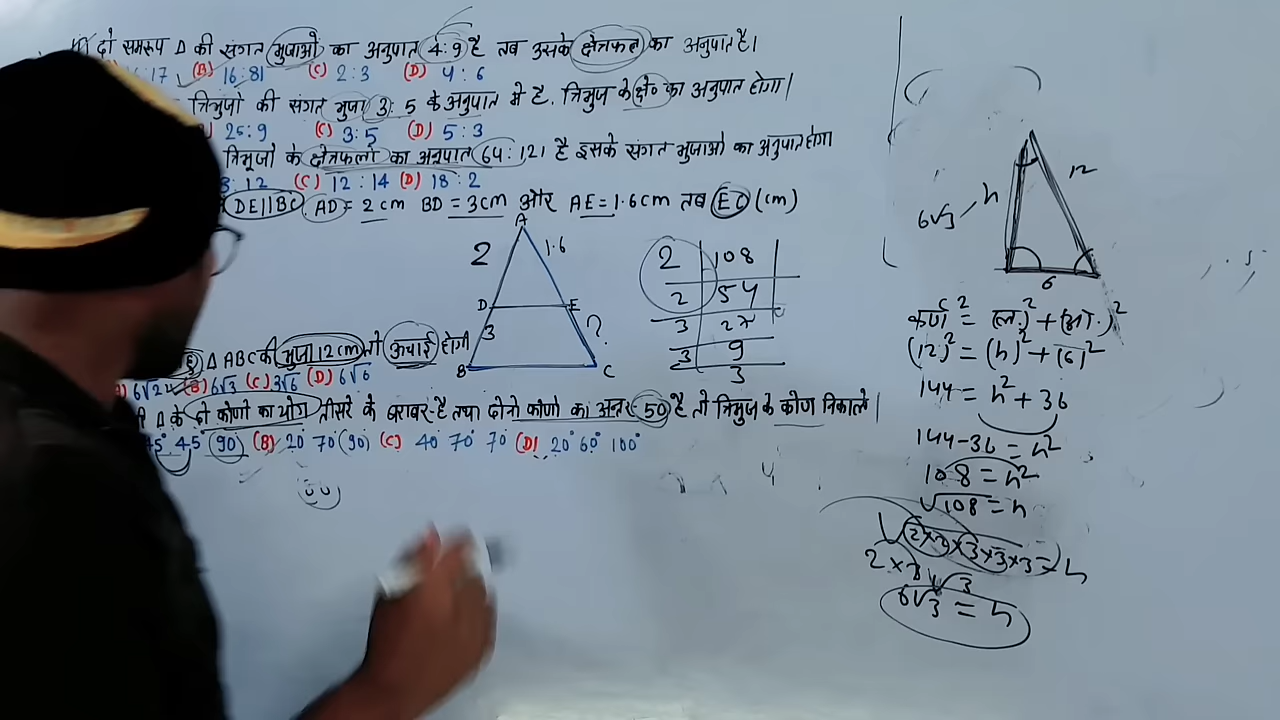 दो समरूप Δ की संगत भुजाओं का अनुपात 4:9 है तब उसके क्षेत्रफल का अनुपात है।
:17 (B) 16:81 (C) 2:3 (D) 4:6
त्रिभुजो की संगत भुजा 3:5 के अनुपात में है. त्रिभुज के क्षे० का अनुपात होगा।
25:9 (C) 3:5 (D) 5:3
त्रिभुजो के क्षेत्रफलो का अनुपात 64:121 है इसके संगत भुजाओ का अनुपात होगा
:12 (C) 12:14 (D) 18:2
DE||BC, AD= 2cm BD = 3cm और AE=1.6cm तब EC (cm)
A
2 1.6
D E
3 ?
B C
2 108
2 54
3 27
3 9
3
Δ ABC की भुजा 12cm ऊंचाई होगी
6√2 (B) 6√3 (C) 3√6 (D) 6√6
Δ के दो कोणो का योग तीसरे के बराबर है तथा दोनो कोणो का अन्तर 50 है तो त्रिभुज के कोण निकाले।
45° (90) (B) 20 70° (90) (C) 40° 70° 70° (D) 20° 60° 100°
6√3 h 12
6
कर्ण² = (ल.)² + (आ.)²
(12)² = (h)² + (6)²
144 = h² + 36
144-36 = h²
108 = h²
√108 = h
√2×2×3×3×3 = h
6√3 = h